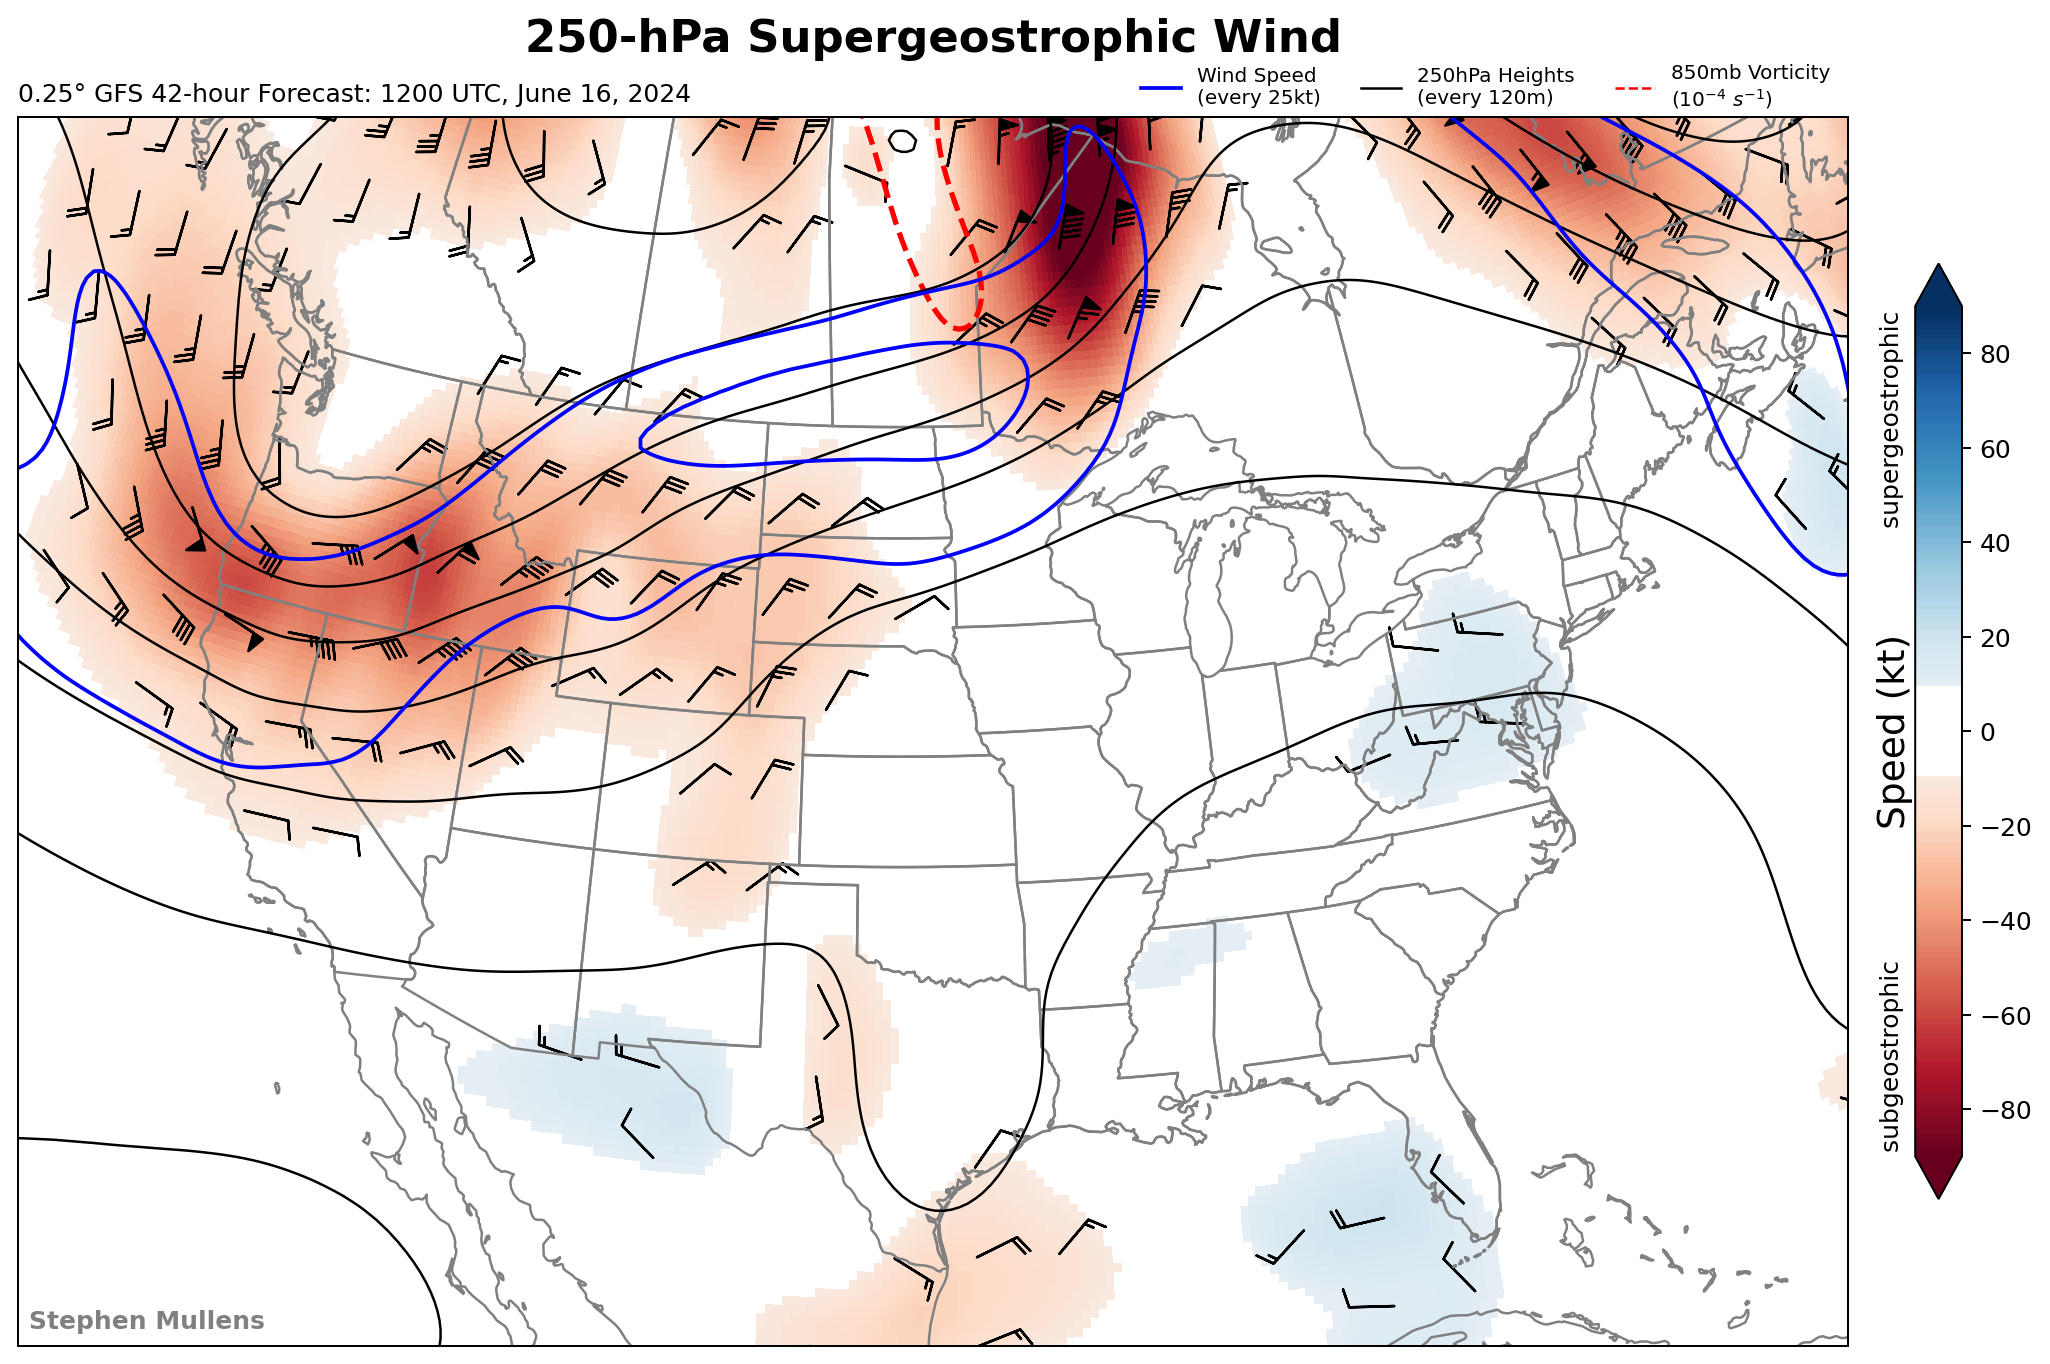 250-hPa Supergeostrophic Wind
0.25° GFS 42-hour Forecast: 1200 UTC, June 16, 2024
Wind Speed
(every 25kt)
250hPa Heights
(every 120m)
850mb Vorticity
(10⁻⁴ s⁻¹)
supergeostrophic
Speed (kt)
subgeostrophic
80
60
40
20
0
−20
−40
−60
−80
Stephen Mullens